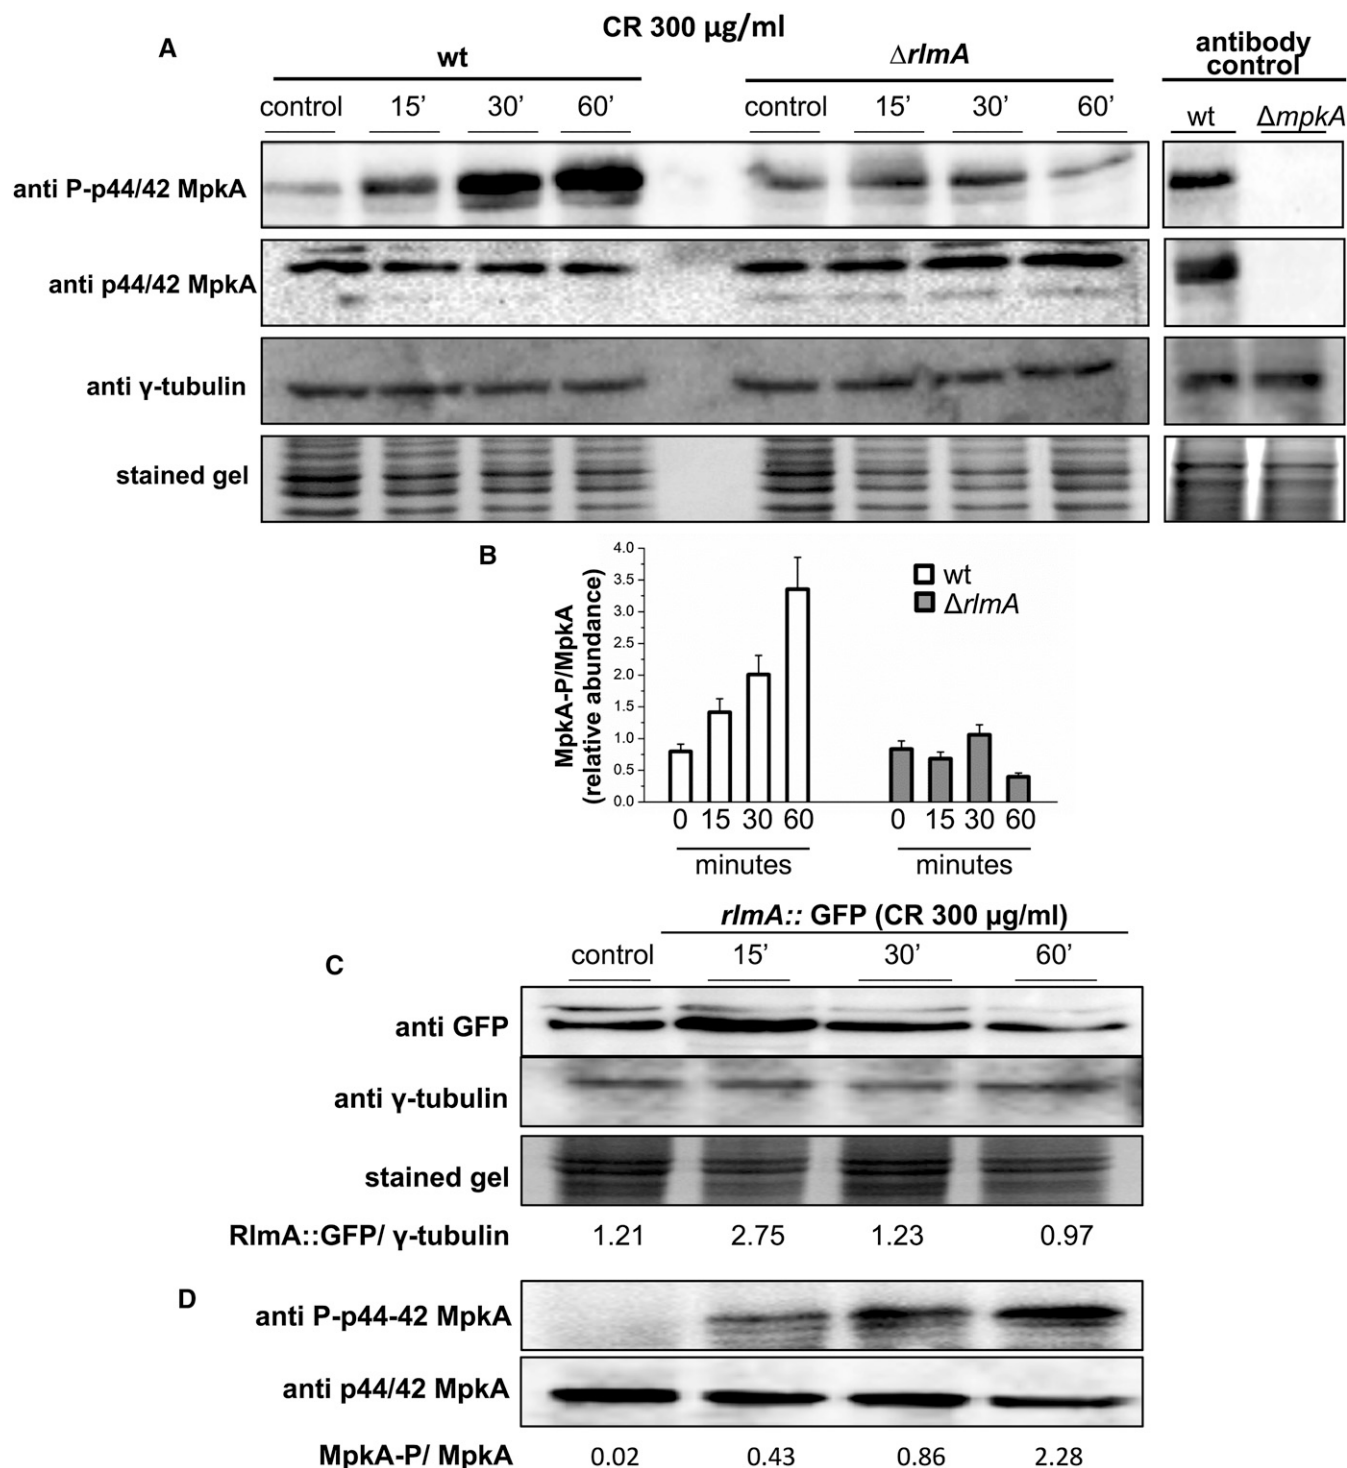 A
CR 300 µg/ml
wt
ΔrlmA
antibody
control
control 15’ 30’ 60’ control 15’ 30’ 60’
wt ΔmpkA
anti P-p44/42 MpkA
anti p44/42 MpkA
anti γ-tubulin
stained gel
B
MpkA-P/MpkA
(relative abundance)
4.0
3.5
3.0
2.5
2.0
1.5
1.0
0.5
0.0
wt
ΔrlmA
0 15 30 60 0 15 30 60
minutes minutes
rlmA:: GFP (CR 300 µg/ml)
C
control 15’ 30’ 60’
anti GFP
anti γ-tubulin
stained gel
RlmA::GFP/ γ-tubulin 1.21 2.75 1.23 0.97
D
anti P-p44-42 MpkA
anti p44/42 MpkA
MpkA-P/ MpkA 0.02 0.43 0.86 2.28